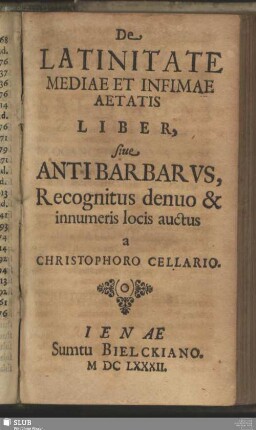 De
LATINITATE
MEDIAE ET INFIMAE
AETATIS
LIBER,
siue
ANTIBARBARVS,
Recognitus denuo &
innumeris locis auctus
a
CHRISTOPHORO CELLARIO.
IENAE
Sumtu BIELCKIANO.
M DC LXXXII.
SLUB